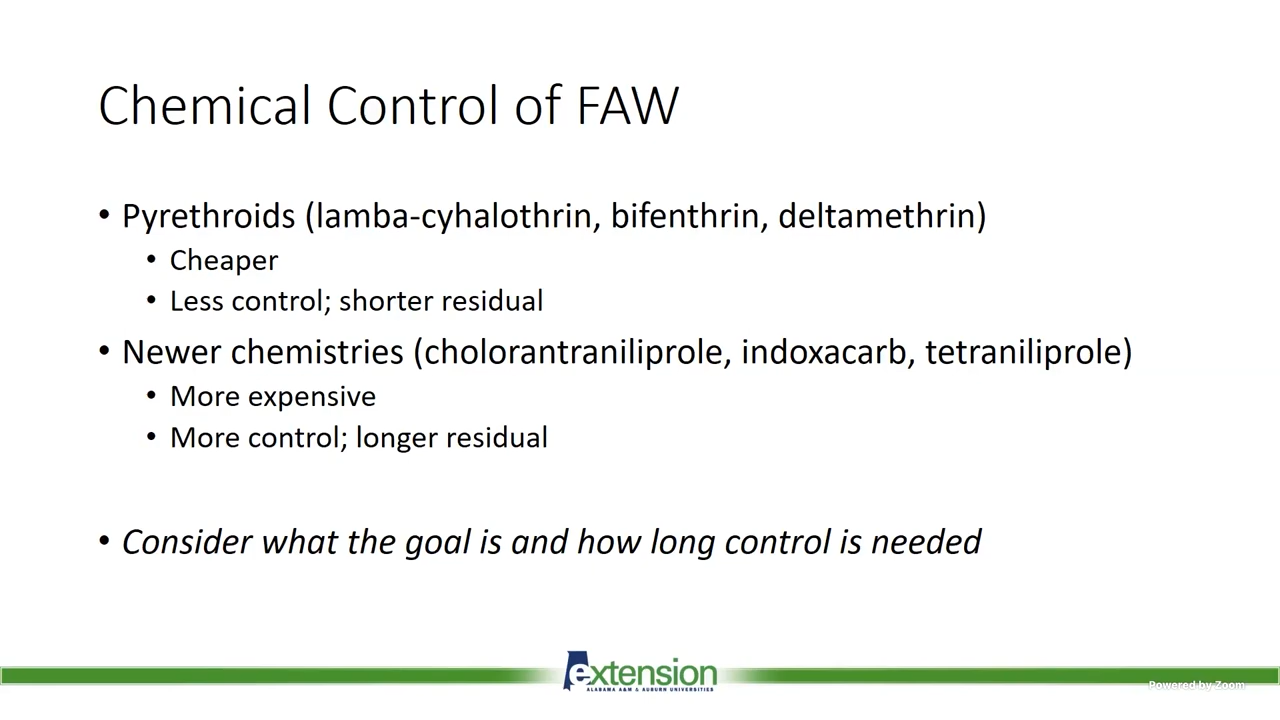 Chemical Control of FAW
• Pyrethroids (lamba-cyhalothrin, bifenthrin, deltamethrin)
• Cheaper
• Less control; shorter residual
• Newer chemistries (cholorantraniliprole, indoxacarb, tetraniliprole)
• More expensive
• More control; longer residual
• Consider what the goal is and how long control is needed
extension
ALABAMA A&M & AUBURN UNIVERSITIES
Powered by Zoom